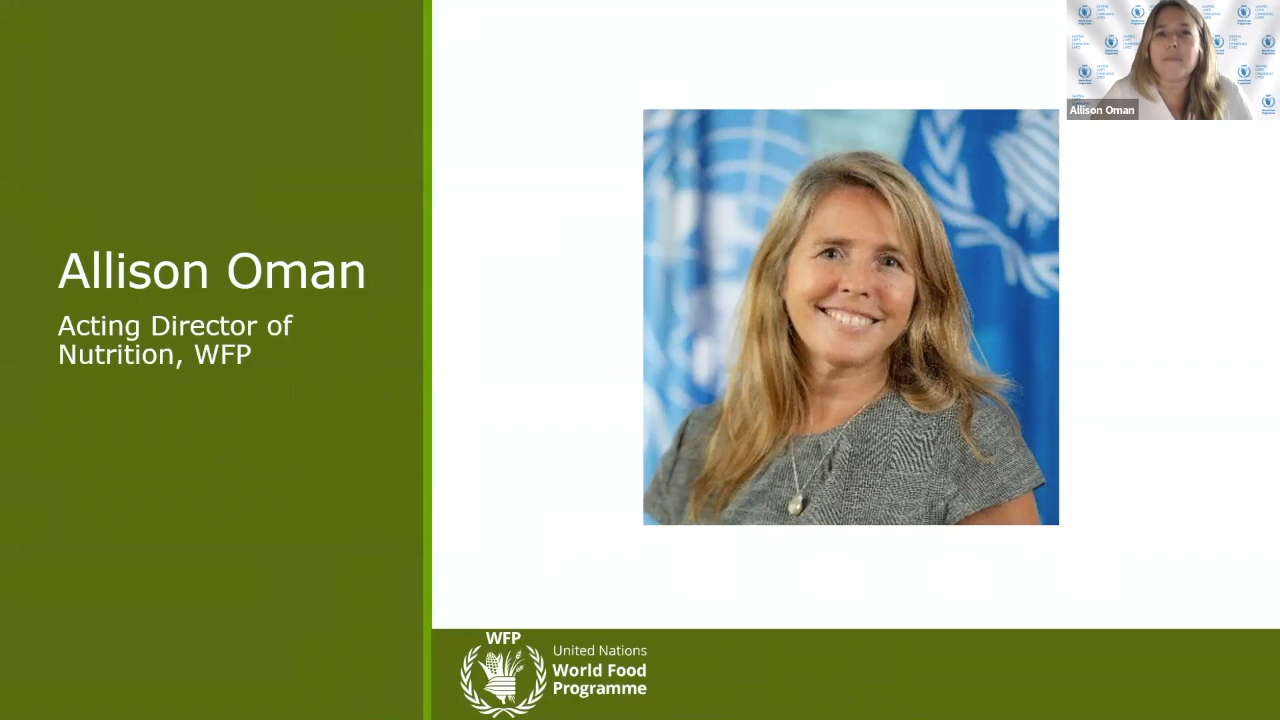 Allison Oman
Acting Director of
Nutrition, WFP
Allison Oman
WFP
United Nations
World Food
Programme